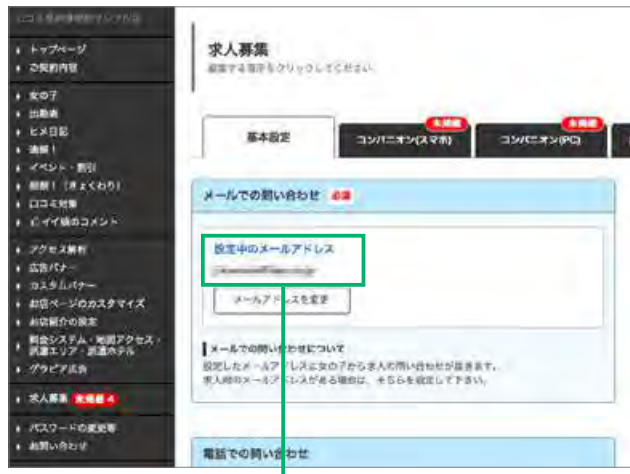 トップページ
ご契約内容
女の子
出勤表
ヒメ日記
速報！
イベント・割引
口コミ対策
イイ娘のコメント
アクセス解析
広告バナー
カスタムバナー
お店ページのカスタマイズ
お店紹介の設定
料金システム・地図アクセス・
派遣エリア・派遣ホテル
グラビア広告
求人募集 未掲載 4
パスワードの変更等
お問い合わせ
求人募集
設定する項目をクリックしてください
基本設定
未掲載
コンパニオン(スマホ)
未掲載
コンパニオン(PC)
メールでの問い合わせ 必須
設定中のメールアドレス
メールアドレスを変更
メールでの問い合わせについて
設定したメールアドレスに女の子から求人の問い合わせが届きます。
求人用のメールアドレスがある場合は、そちらを設定して下さい。
電話での問い合わせ